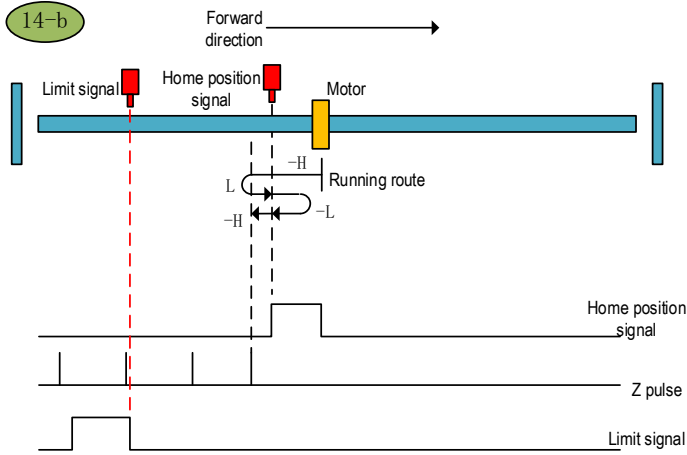 14-b
Forward
direction
Limit signal
Home position
signal
Motor
-H
Running route
L
-L
-H
Home position
signal
Z pulse
Limit signal